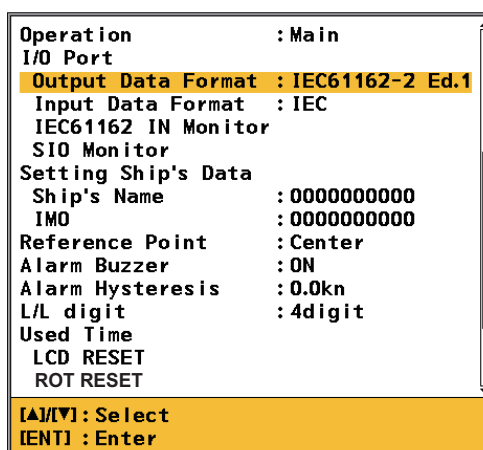 Operation :Main
I/O Port
Output Data Format :IEC61162-2 Ed.1
Input Data Format :IEC
IEC61162 IN Monitor
SIO Monitor
Setting Ship's Data
Ship's Name :0000000000
IMO :0000000000
Reference Point :Center
Alarm Buzzer :ON
Alarm Hysteresis :0.0kn
L/L digit :4digit
Used Time
LCD RESET
ROT RESET
[▲]/[▼]:Select
[ENT] :Enter